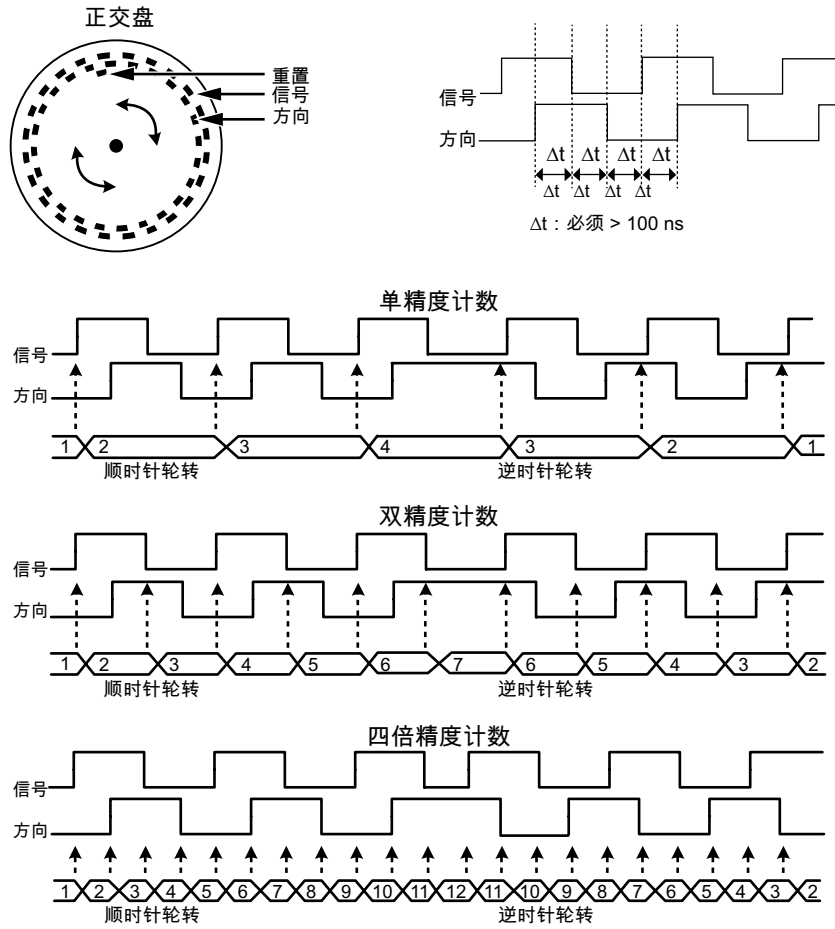 正交盘
重置
信号
方向
信号
方向
Δt Δt Δt Δt
Δt Δt Δt Δt
Δt：必须 > 100 ns
单精度计数
信号
方向
1 2 3 4 3 2 1
顺时针轮转 逆时针轮转
双精度计数
信号
方向
1 2 3 4 5 6 7 6 5 4 3 2
顺时针轮转 逆时针轮转
四倍精度计数
信号
方向
1 2 3 4 5 6 7 8 9 10 11 12 11 10 9 8 7 6 5 4 3 2
顺时针轮转 逆时针轮转